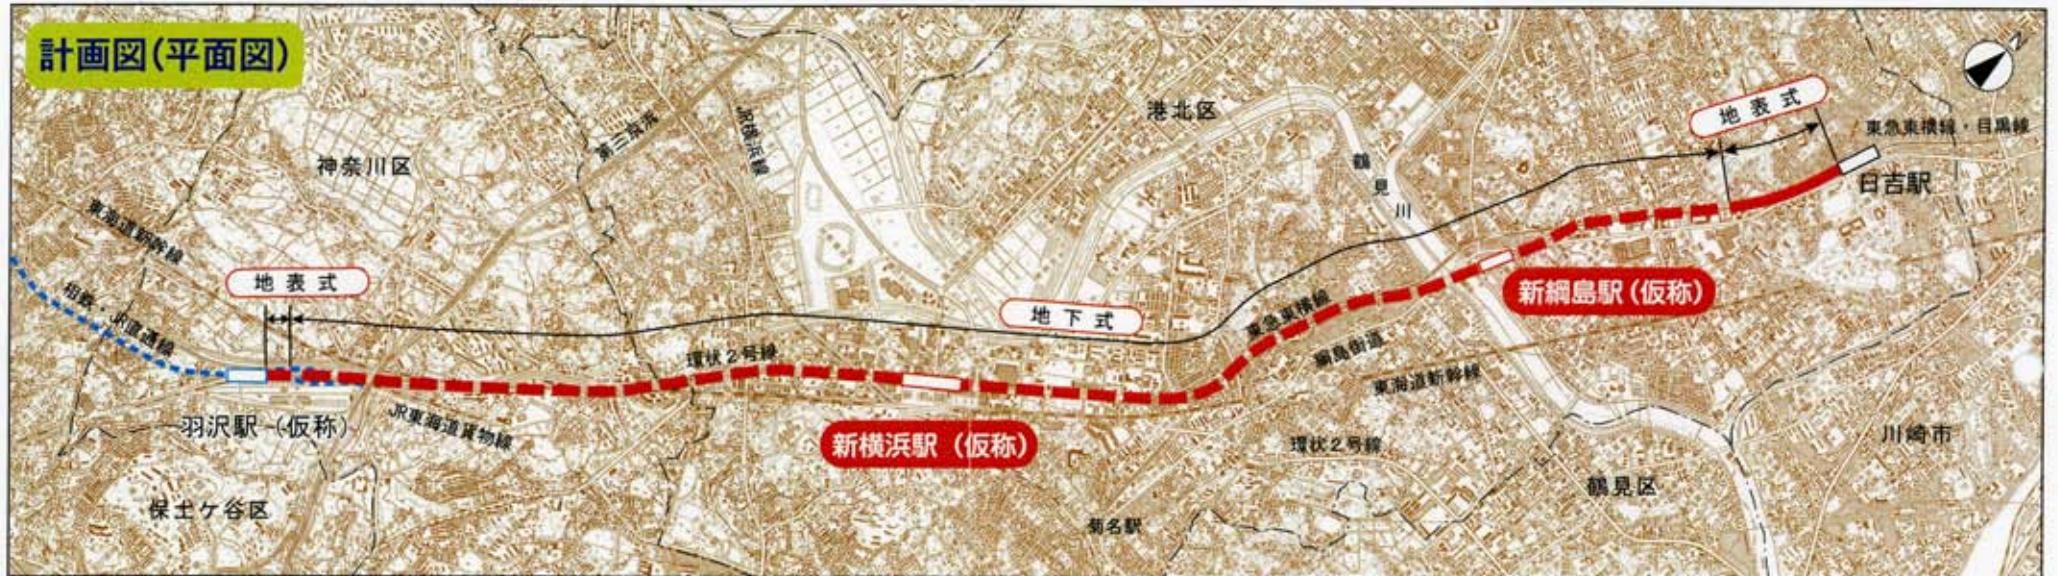 計画図(平面図)
港北区
地表式
東急東横線・目黒線
日吉駅
神奈川区
第三京浜
JR横浜線
鶴見川
東海道新幹線
相鉄・JR直通線
地表式
地下式
新綱島駅(仮称)
東急東横線
綱島街道
東海道新幹線
環状2号線
羽沢駅(仮称)
JR東海道貨物線
新横浜駅(仮称)
環状2号線
川崎市
鶴見区
保土ケ谷区
菊名駅